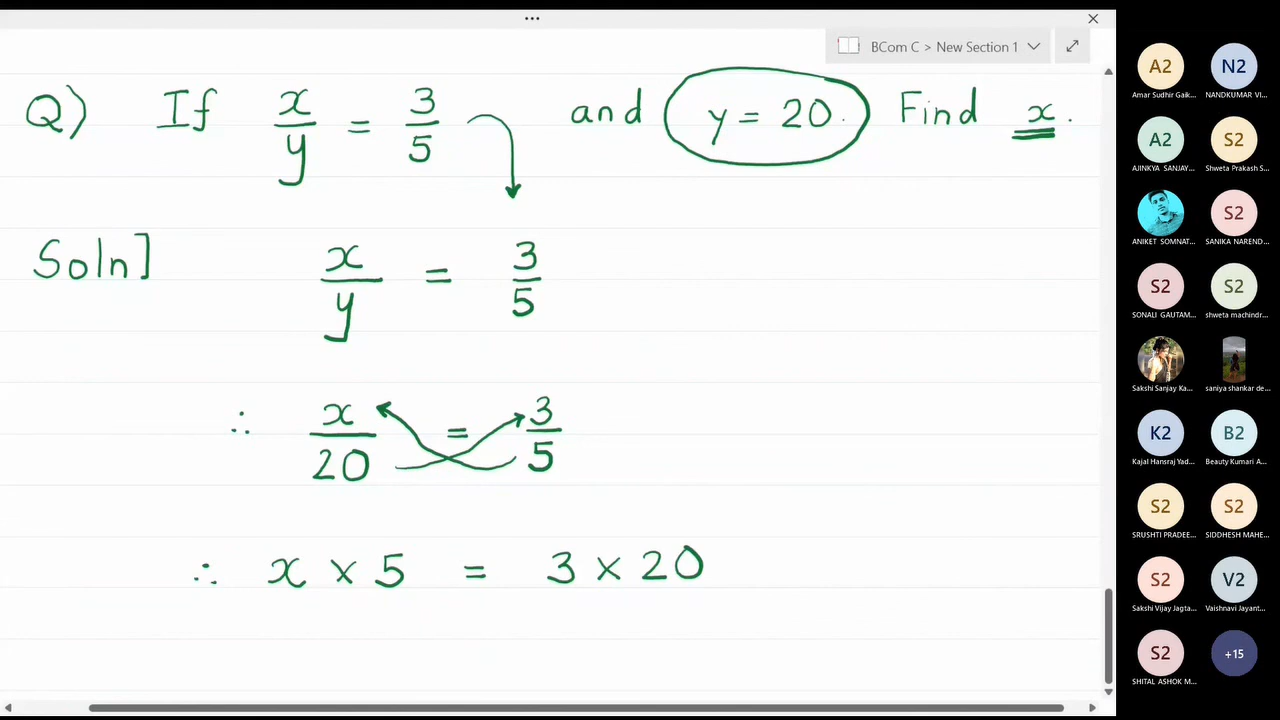 ...
BCom C > New Section 1
Q) If x/y = 3/5 and y = 20. Find x.
Soln] x/y = 3/5
∴ x/20 = 3/5
∴ x × 5 = 3 × 20
A2 N2
Amar Sudhir Gaik... NANDKUMAR VI...
A2 S2
AJINKYA SANJAY... Shweta Prakash S...
S2
ANIKET SOMNAT... SANIKA NAREND...
S2 S2
SONALI GAUTAM... shweta machindr...
Sakshi Sanjay Ka... saniya shankar de...
K2 B2
Kajal Hansraj Yad... Beauty Kumari A...
S2 S2
SRUSHTI PRADEE... SIDDHESH MAHE...
S2 V2
Sakshi Vijay Jagta... Vaishnavi Jayant...
S2 +15
SHITAL ASHOK M...